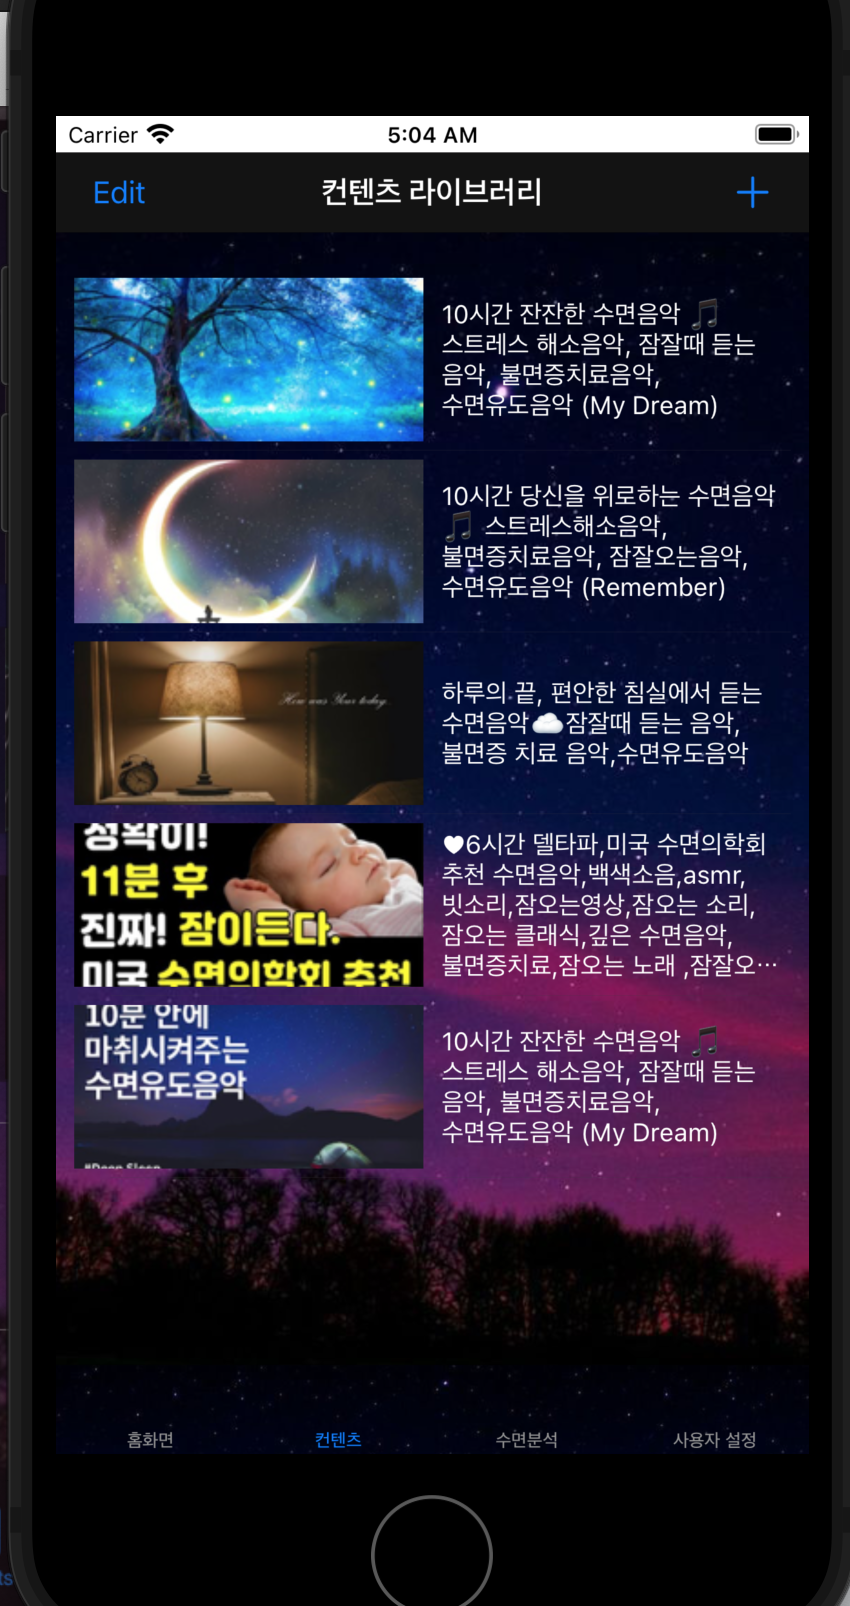 Carrier 5:04 AM
Edit 컨텐츠 라이브러리
10시간 잔잔한 수면음악 🎵
스트레스 해소음악, 잠잘때 듣는
음악, 불면증치료음악,
수면유도음악 (My Dream)
10시간 당신을 위로하는 수면음악
🎵 스트레스해소음악,
불면증치료음악, 잠잘오는음악,
수면유도음악 (Remember)
How was Your today.
하루의 끝, 편안한 침실에서 듣는
수면음악☁️잠잘때 듣는 음악,
불면증 치료 음악,수면유도음악
정확히!
11분 후
진짜! 잠이든다.
미국 수면의학회 추천
♥6시간 델타파,미국 수면의학회
추천 수면음악,백색소음,asmr,
빗소리,잠오는영상,잠오는 소리,
잠오는 클래식,깊은 수면음악,
불면증치료,잠오는 노래 ,잠잘오…
10분 안에
마취시켜주는
수면유도음악
#Deep Sleep
10시간 잔잔한 수면음악 🎵
스트레스 해소음악, 잠잘때 듣는
음악, 불면증치료음악,
수면유도음악 (My Dream)
홈화면 컨텐츠 수면분석 사용자 설정
ts